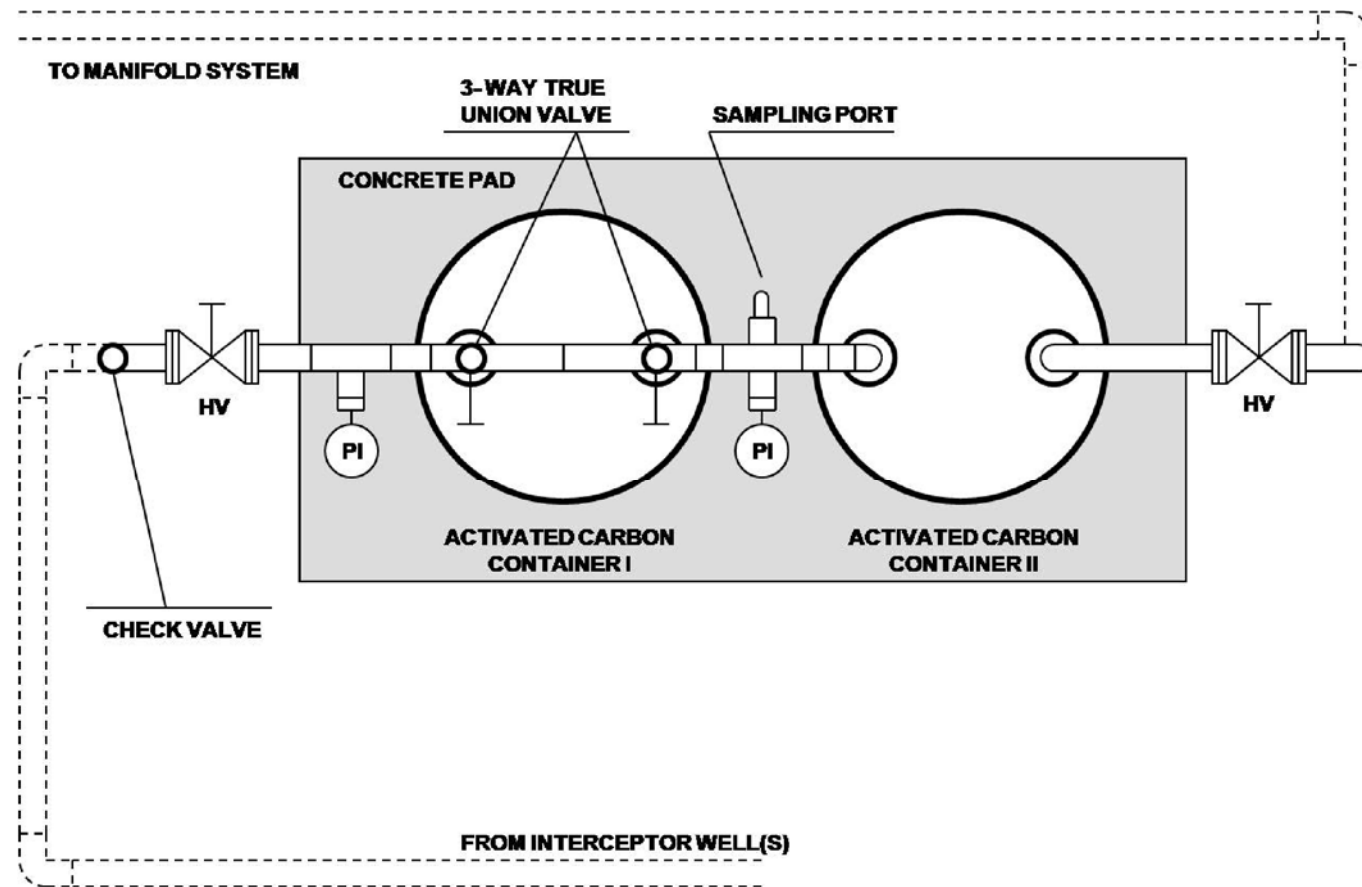 TO MANIFOLD SYSTEM
3-WAY TRUE
UNION VALVE
SAMPLING PORT
CONCRETE PAD
HV
HV
PI
PI
ACTIVATED CARBON
CONTAINER I
ACTIVATED CARBON
CONTAINER II
CHECK VALVE
FROM INTERCEPTOR WELL(S)